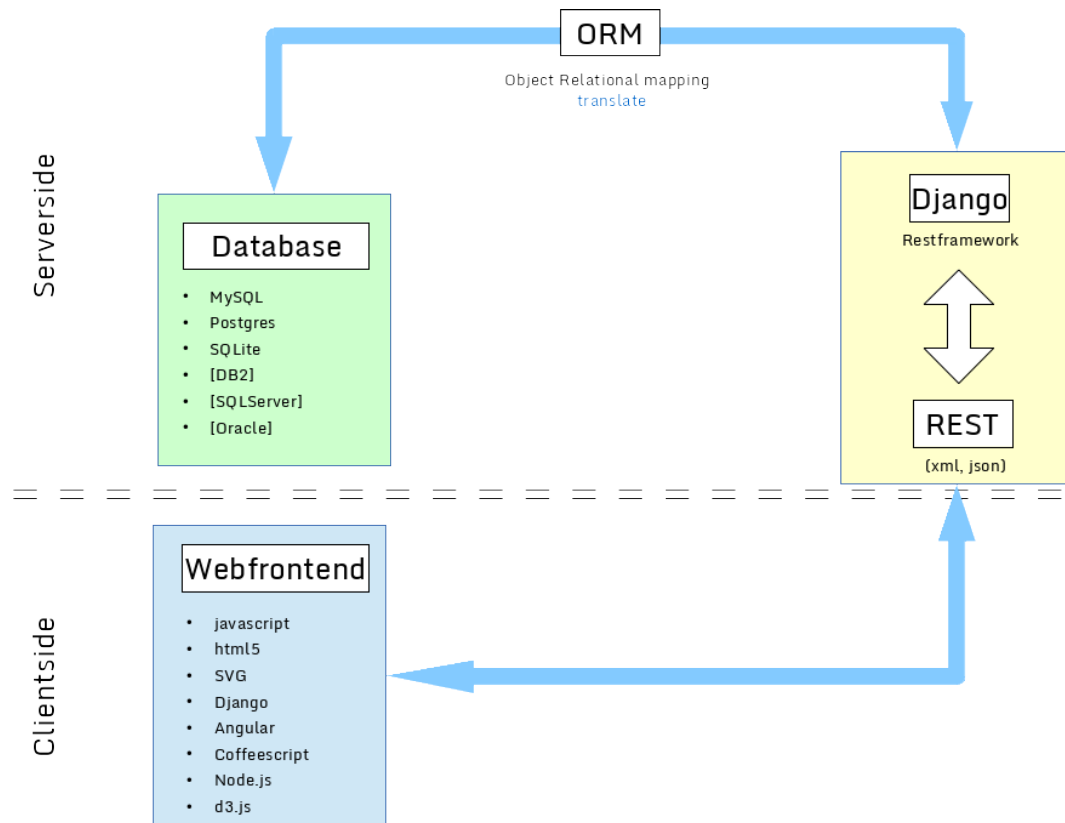 ORM
Object Relational mapping
translate
Serverside
Database
• MySQL
• Postgres
• SQLite
• [DB2]
• [SQLServer]
• [Oracle]
Django
Restframework
REST
(xml, json)
Clientside
Webfrontend
• javascript
• html5
• SVG
• Django
• Angular
• Coffeescript
• Node.js
• d3.js